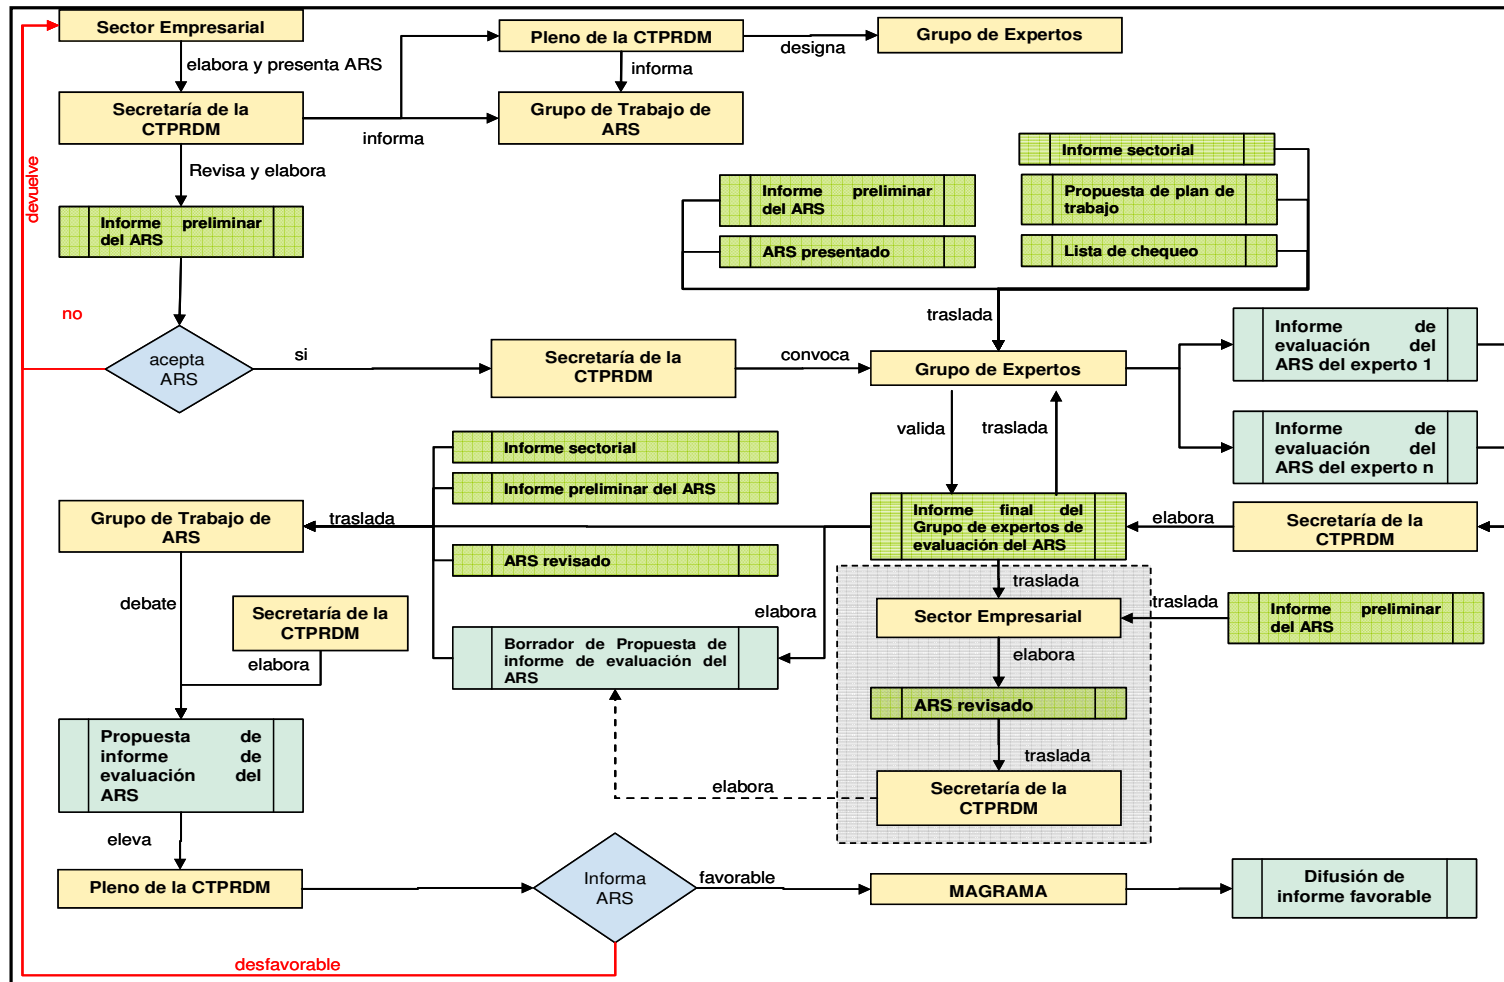 Sector Empresarial
elabora y presenta ARS
Secretaría de la
CTPRDM
informa
Pleno de la CTPRDM
designa
Grupo de Expertos
informa
Grupo de Trabajo de
ARS
Revisa y elabora
devuelve
Informe preliminar
del ARS
Informe preliminar
del ARS
ARS presentado
Informe sectorial
Propuesta de plan de
trabajo
Lista de chequeo
traslada
no
acepta
ARS
si
Secretaría de la
CTPRDM
convoca
Grupo de Expertos
Informe de
evaluación del
ARS del experto 1
Informe de
evaluación del
ARS del experto n
valida
traslada
Informe sectorial
Informe preliminar del ARS
ARS revisado
traslada
Grupo de Trabajo de
ARS
Informe final del
Grupo de expertos de
evaluación del ARS
elabora
Secretaría de la
CTPRDM
traslada
Sector Empresarial
traslada
Informe preliminar
del ARS
elabora
ARS revisado
traslada
Secretaría de la
CTPRDM
elabora
Borrador de Propuesta de
informe de evaluación del
ARS
elabora
debate
Secretaría de la
CTPRDM
elabora
Propuesta de
informe de
evaluación del
ARS
eleva
Pleno de la CTPRDM
Informa
ARS
favorable
MAGRAMA
Difusión de
informe favorable
desfavorable